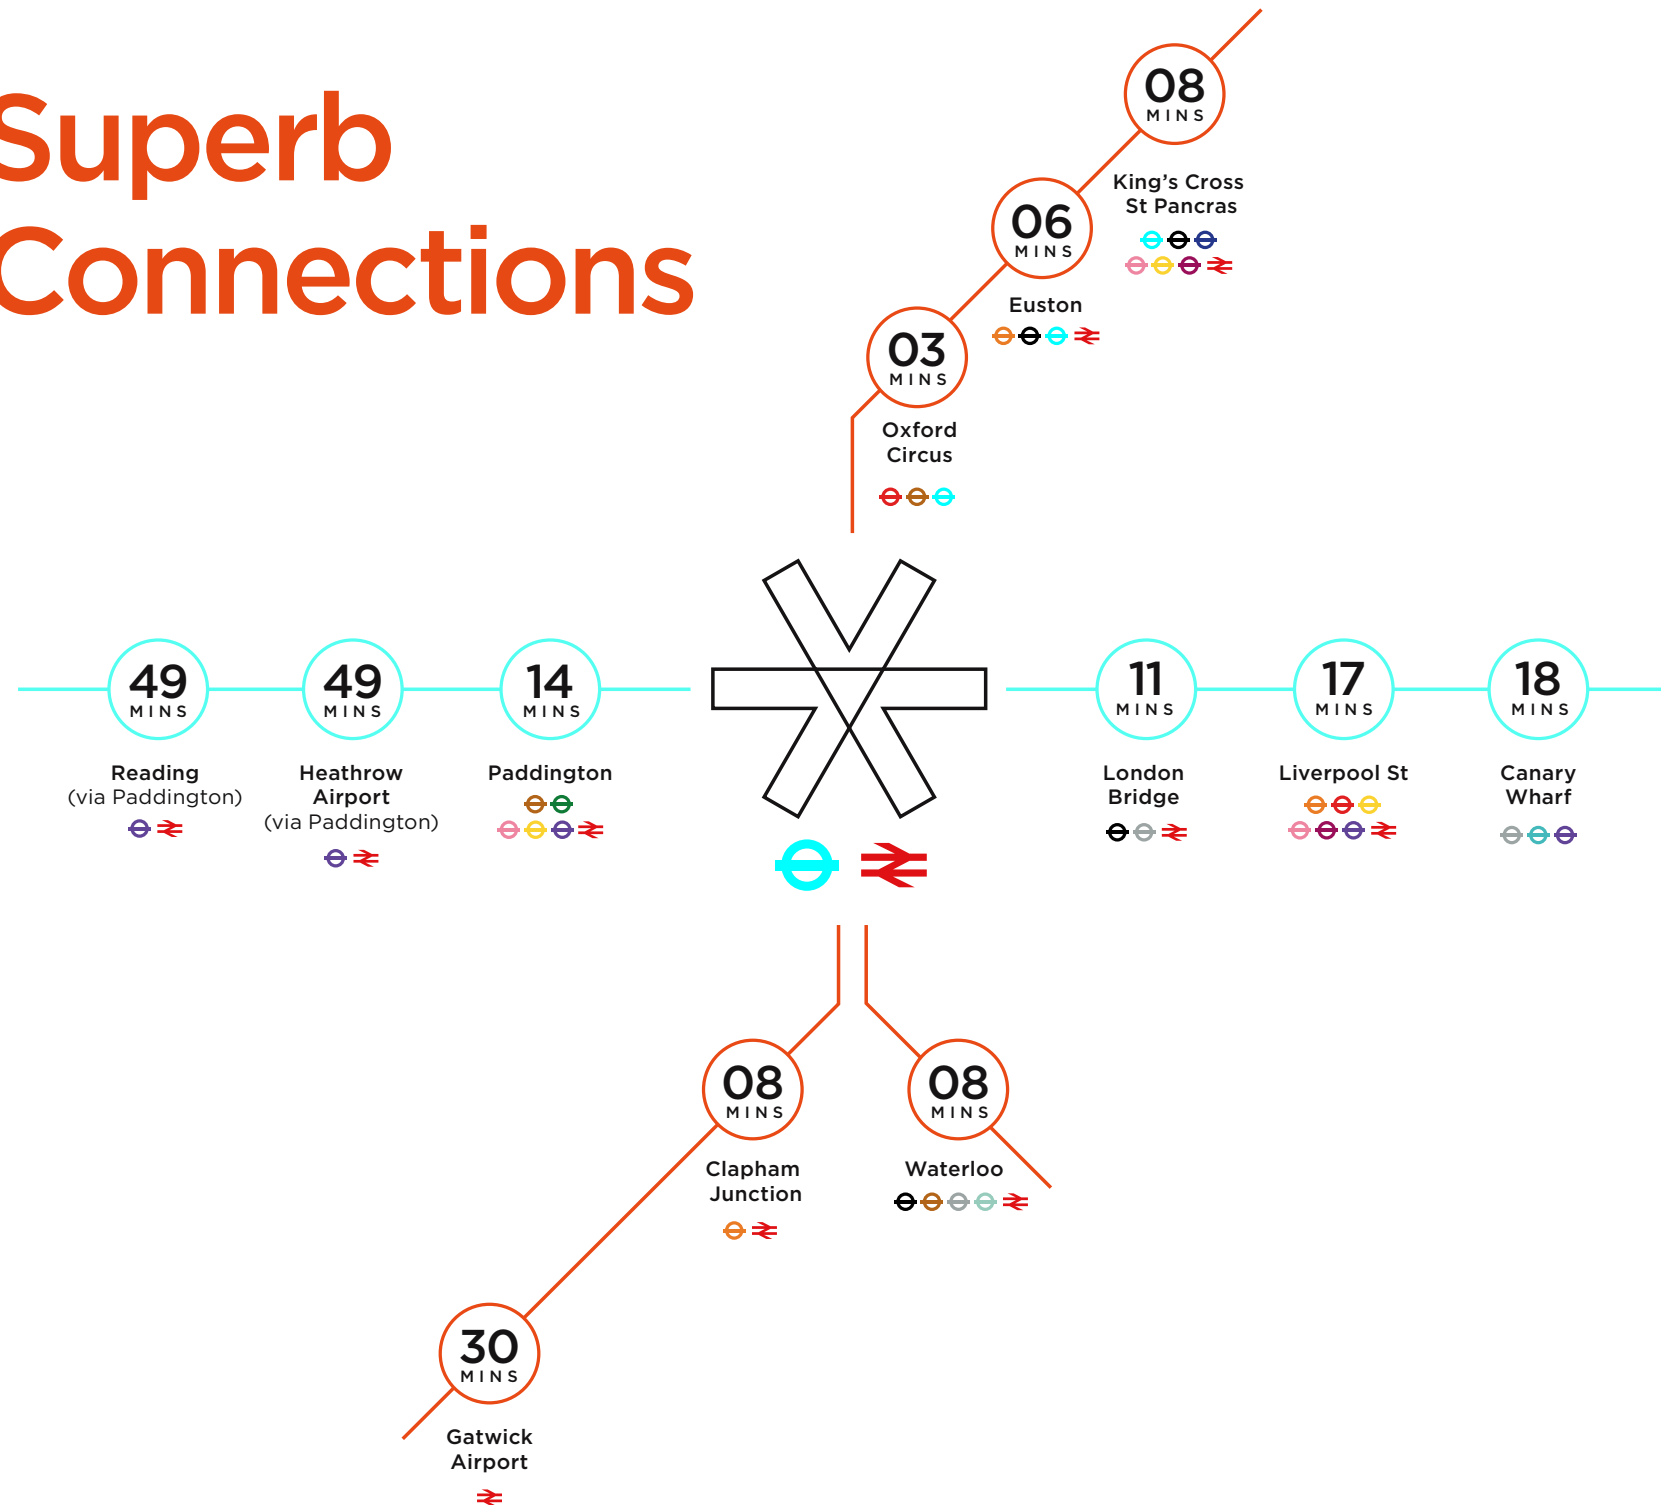 Superb
Connections
08
MINS
King's Cross
St Pancras
06
MINS
Euston
03
MINS
Oxford
Circus
49
MINS
Reading
(via Paddington)
49
MINS
Heathrow
Airport
(via Paddington)
14
MINS
Paddington
11
MINS
London
Bridge
17
MINS
Liverpool St
18
MINS
Canary
Wharf
08
MINS
Clapham
Junction
08
MINS
Waterloo
30
MINS
Gatwick
Airport